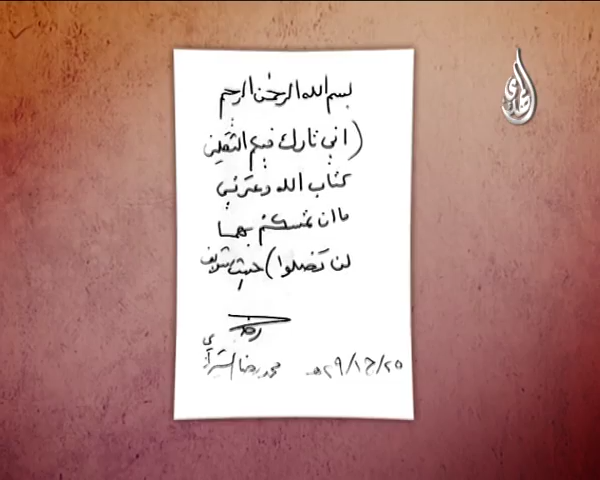 بسم الله الرحمن الرحيم
(اني تارك فيكم الثقلين
كتاب الله وعترتي
ما ان تمسكتم بهما
لن تضلوا) حديث شريف
محمد رضا الشيرازي